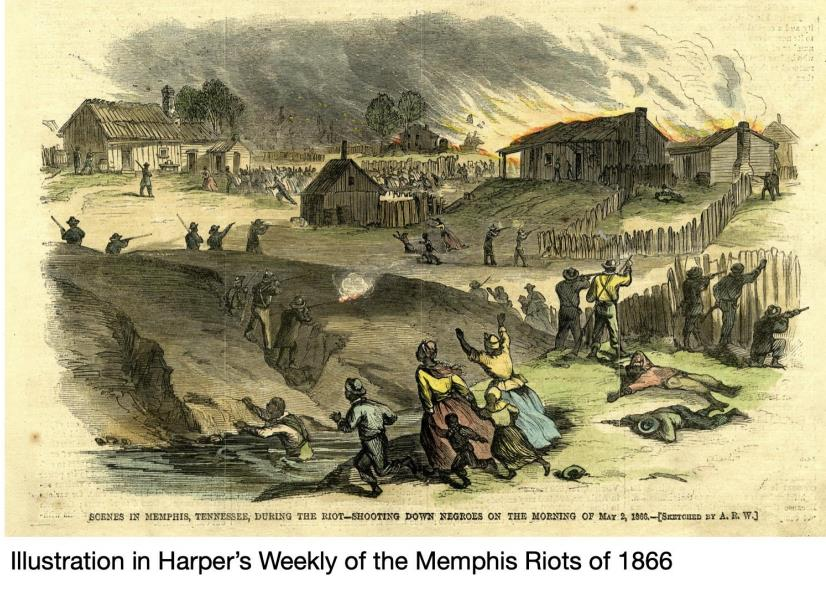 SCENES IN MEMPHIS, TENNESSEE, DURING THE RIOT—SHOOTING DOWN NEGROES ON THE MORNING OF MAY 2, 1866.—[SKETCHED BY A. R. W.]
Illustration in Harper's Weekly of the Memphis Riots of 1866